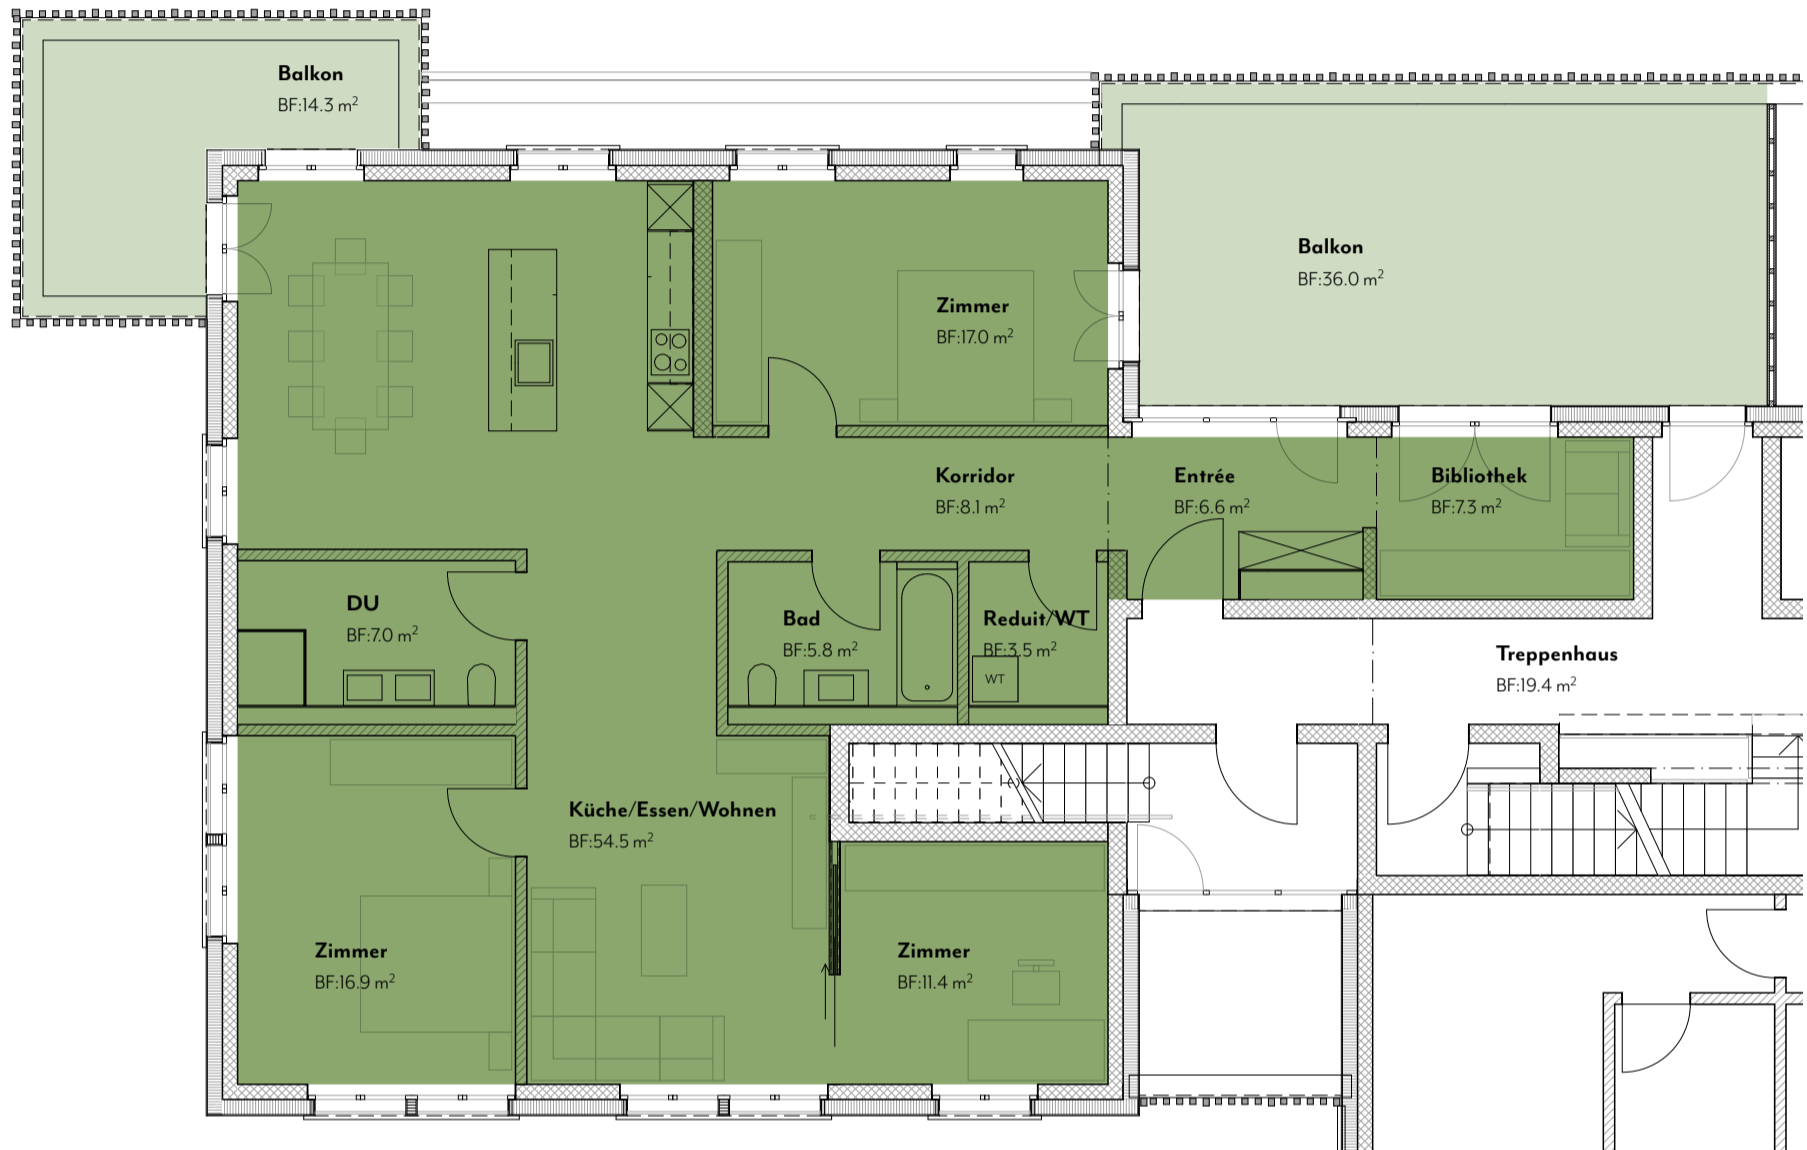 Balkon
BF:14.3 m²
Balkon
BF:36.0 m²
Zimmer
BF:17.0 m²
Korridor
BF:8.1 m²
Entrée
BF:6.6 m²
Bibliothek
BF:7.3 m²
DU
BF:7.0 m²
Bad
BF:5.8 m²
Reduit/WT
BF:3.5 m²
WT
Treppenhaus
BF:19.4 m²
Küche/Essen/Wohnen
BF:54.5 m²
Zimmer
BF:16.9 m²
Zimmer
BF:11.4 m²